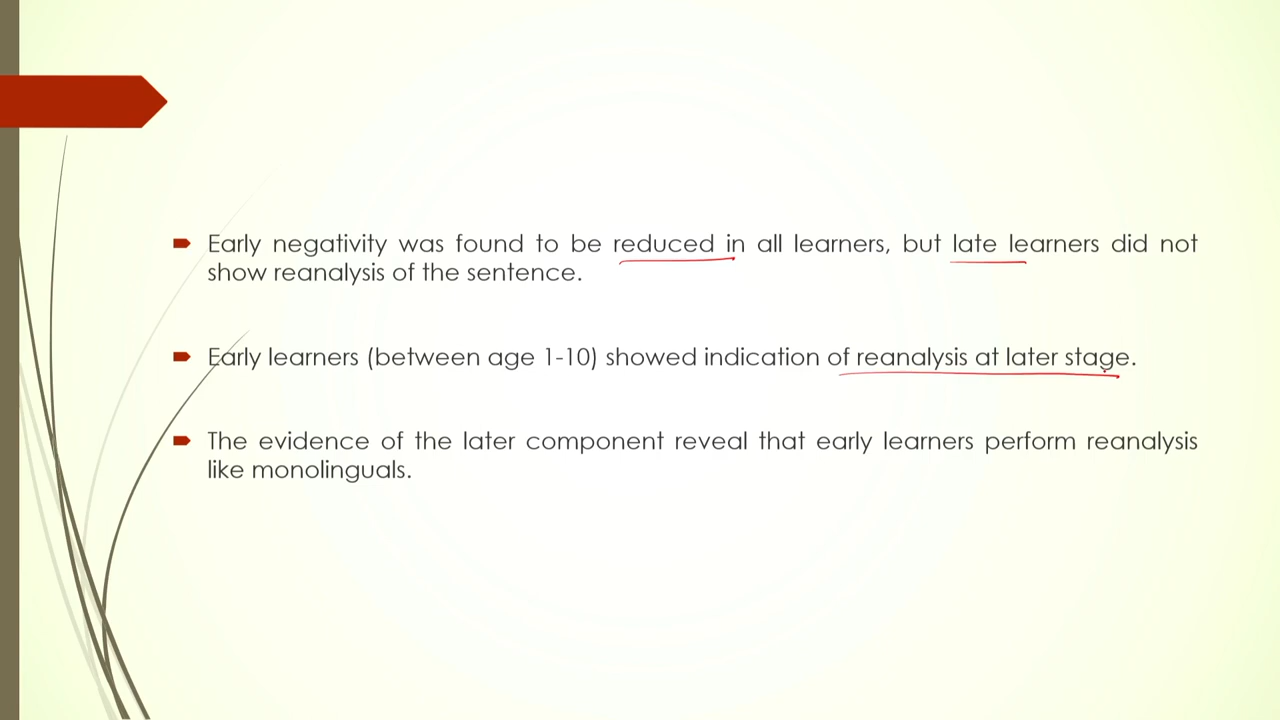 Early negativity was found to be reduced in all learners, but late learners did not
show reanalysis of the sentence.
Early learners (between age 1-10) showed indication of reanalysis at later stage.
The evidence of the later component reveal that early learners perform reanalysis
like monolinguals.